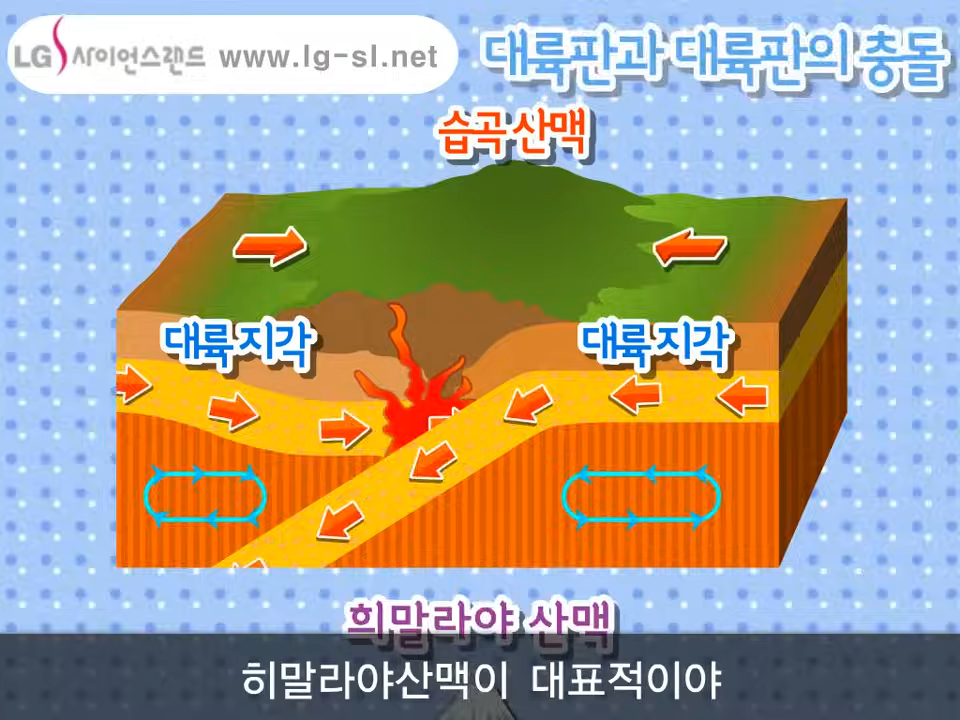 LG 사이언스랜드 www.lg-sl.net
대륙판과 대륙판의 충돌
습곡 산맥
대륙 지각
대륙 지각
희말라야 산맥
히말라야산맥이 대표적이야